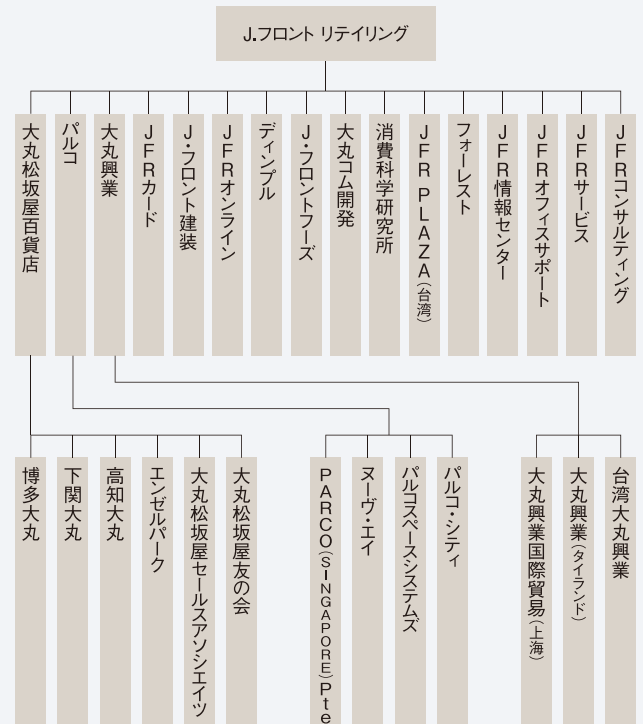 J.フロント リテイリング
大丸松坂屋百貨店
パルコ
大丸興業
JFRカード
J・フロント建装
JFRオンライン
ディンプル
J・フロントフーズ
大丸コム開発
消費科学研究所
JFR PLAZA(台湾)
フォーレスト
JFR情報センター
JFRオフィスサポート
JFRサービス
JFRコンサルティング
博多大丸
下関大丸
高知大丸
エンゼルパーク
大丸松坂屋セールスアソシエイツ
大丸松坂屋友の会
PARCO(SINGAPORE)Pte
ヌーヴ・エイ
パルコスペースシステムズ
パルコ・シティ
大丸興業国際貿易(上海)
大丸興業(タイランド)
台湾大丸興業